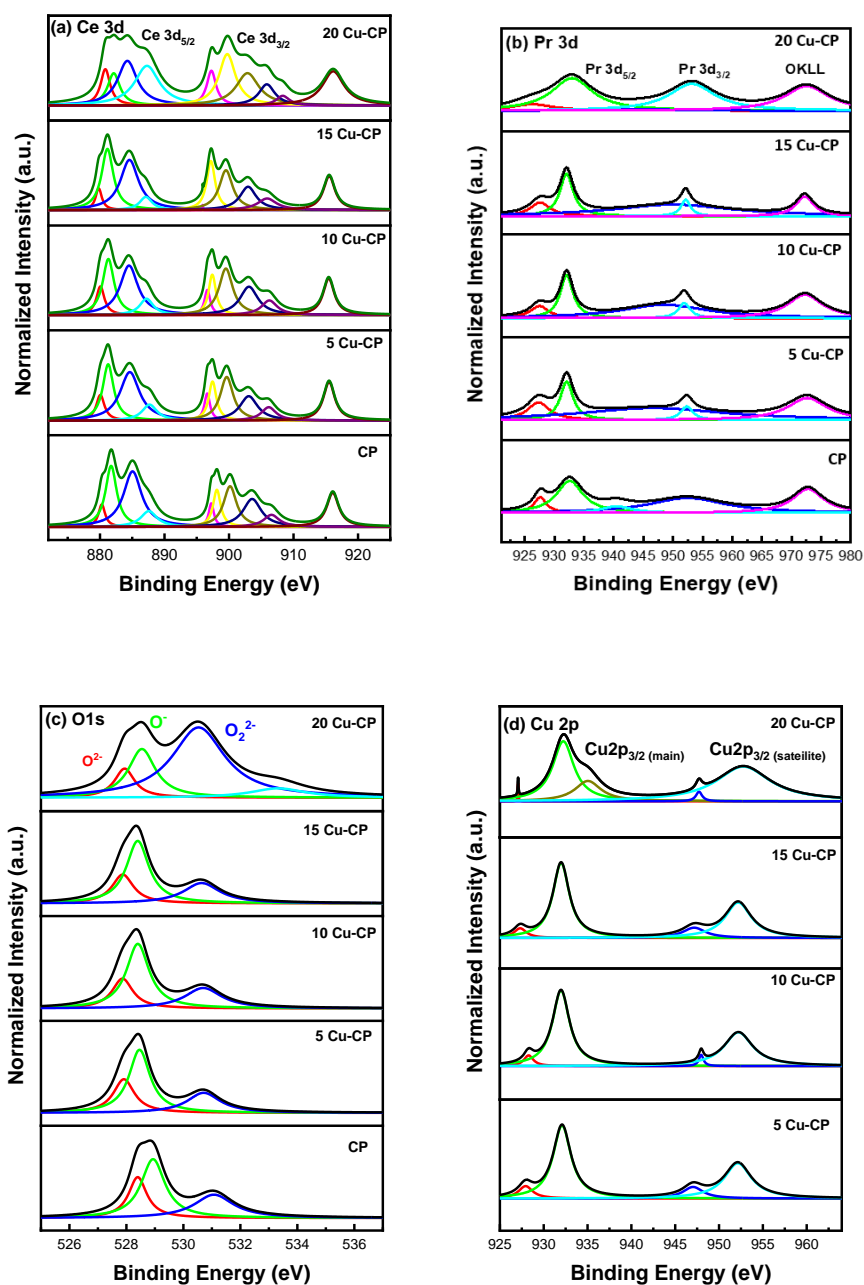 (a) Ce 3d
Ce 3d5/2
Ce 3d3/2
20 Cu-CP
15 Cu-CP
10 Cu-CP
5 Cu-CP
CP
Normalized Intensity (a.u.)
880 890 900 910 920
Binding Energy (eV)
(b) Pr 3d
20 Cu-CP
Pr 3d5/2
Pr 3d3/2
OKLL
15 Cu-CP
10 Cu-CP
5 Cu-CP
CP
Normalized Intensity (a.u.)
925 930 935 940 945 950 955 960 965 970 975 980
Binding Energy (eV)
(c) O1s
O2-
O-
O22-
20 Cu-CP
15 Cu-CP
10 Cu-CP
5 Cu-CP
CP
Normalized Intensity (a.u.)
526 528 530 532 534 536
Binding Energy (eV)
(d) Cu 2p
20 Cu-CP
Cu2p3/2 (main)
Cu2p3/2 (sateilite)
15 Cu-CP
10 Cu-CP
5 Cu-CP
Normalized Intensity (a.u.)
925 930 935 940 945 950 955 960
Binding Energy (eV)